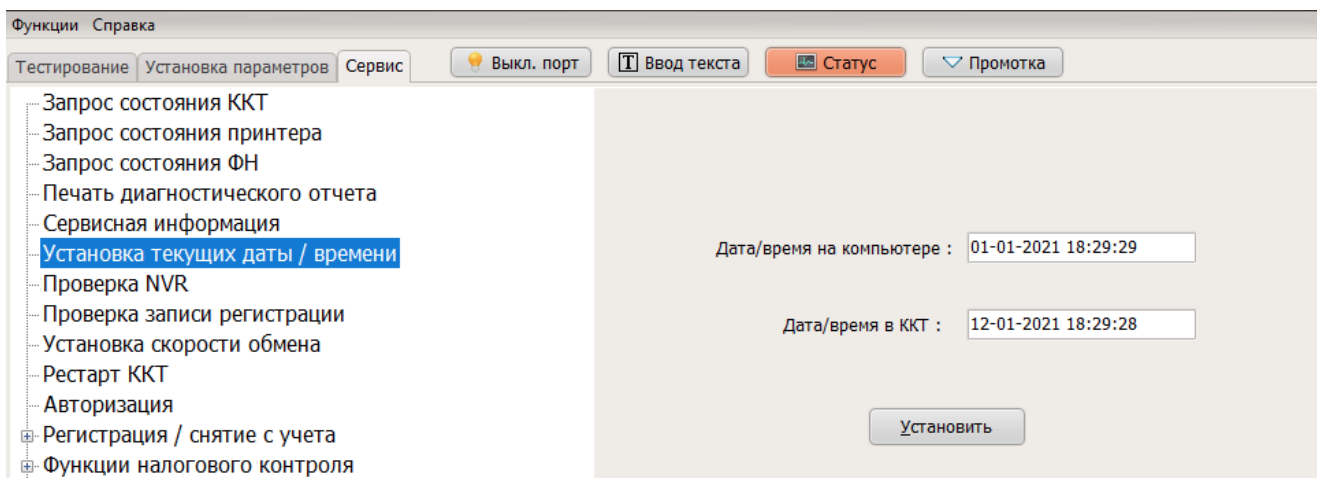 Функции Справка
Тестирование Установка параметров Сервис Выкл. порт Ввод текста Статус Промотка
Запрос состояния ККТ
Запрос состояния принтера
Запрос состояния ФН
Печать диагностического отчета
Сервисная информация
Установка текущих даты / времени
Проверка NVR
Проверка записи регистрации
Установка скорости обмена
Рестарт ККТ
Авторизация
Регистрация / снятие с учета
Функции налогового контроля
Дата/время на компьютере : 01-01-2021 18:29:29
Дата/время в ККТ : 12-01-2021 18:29:28
Установить